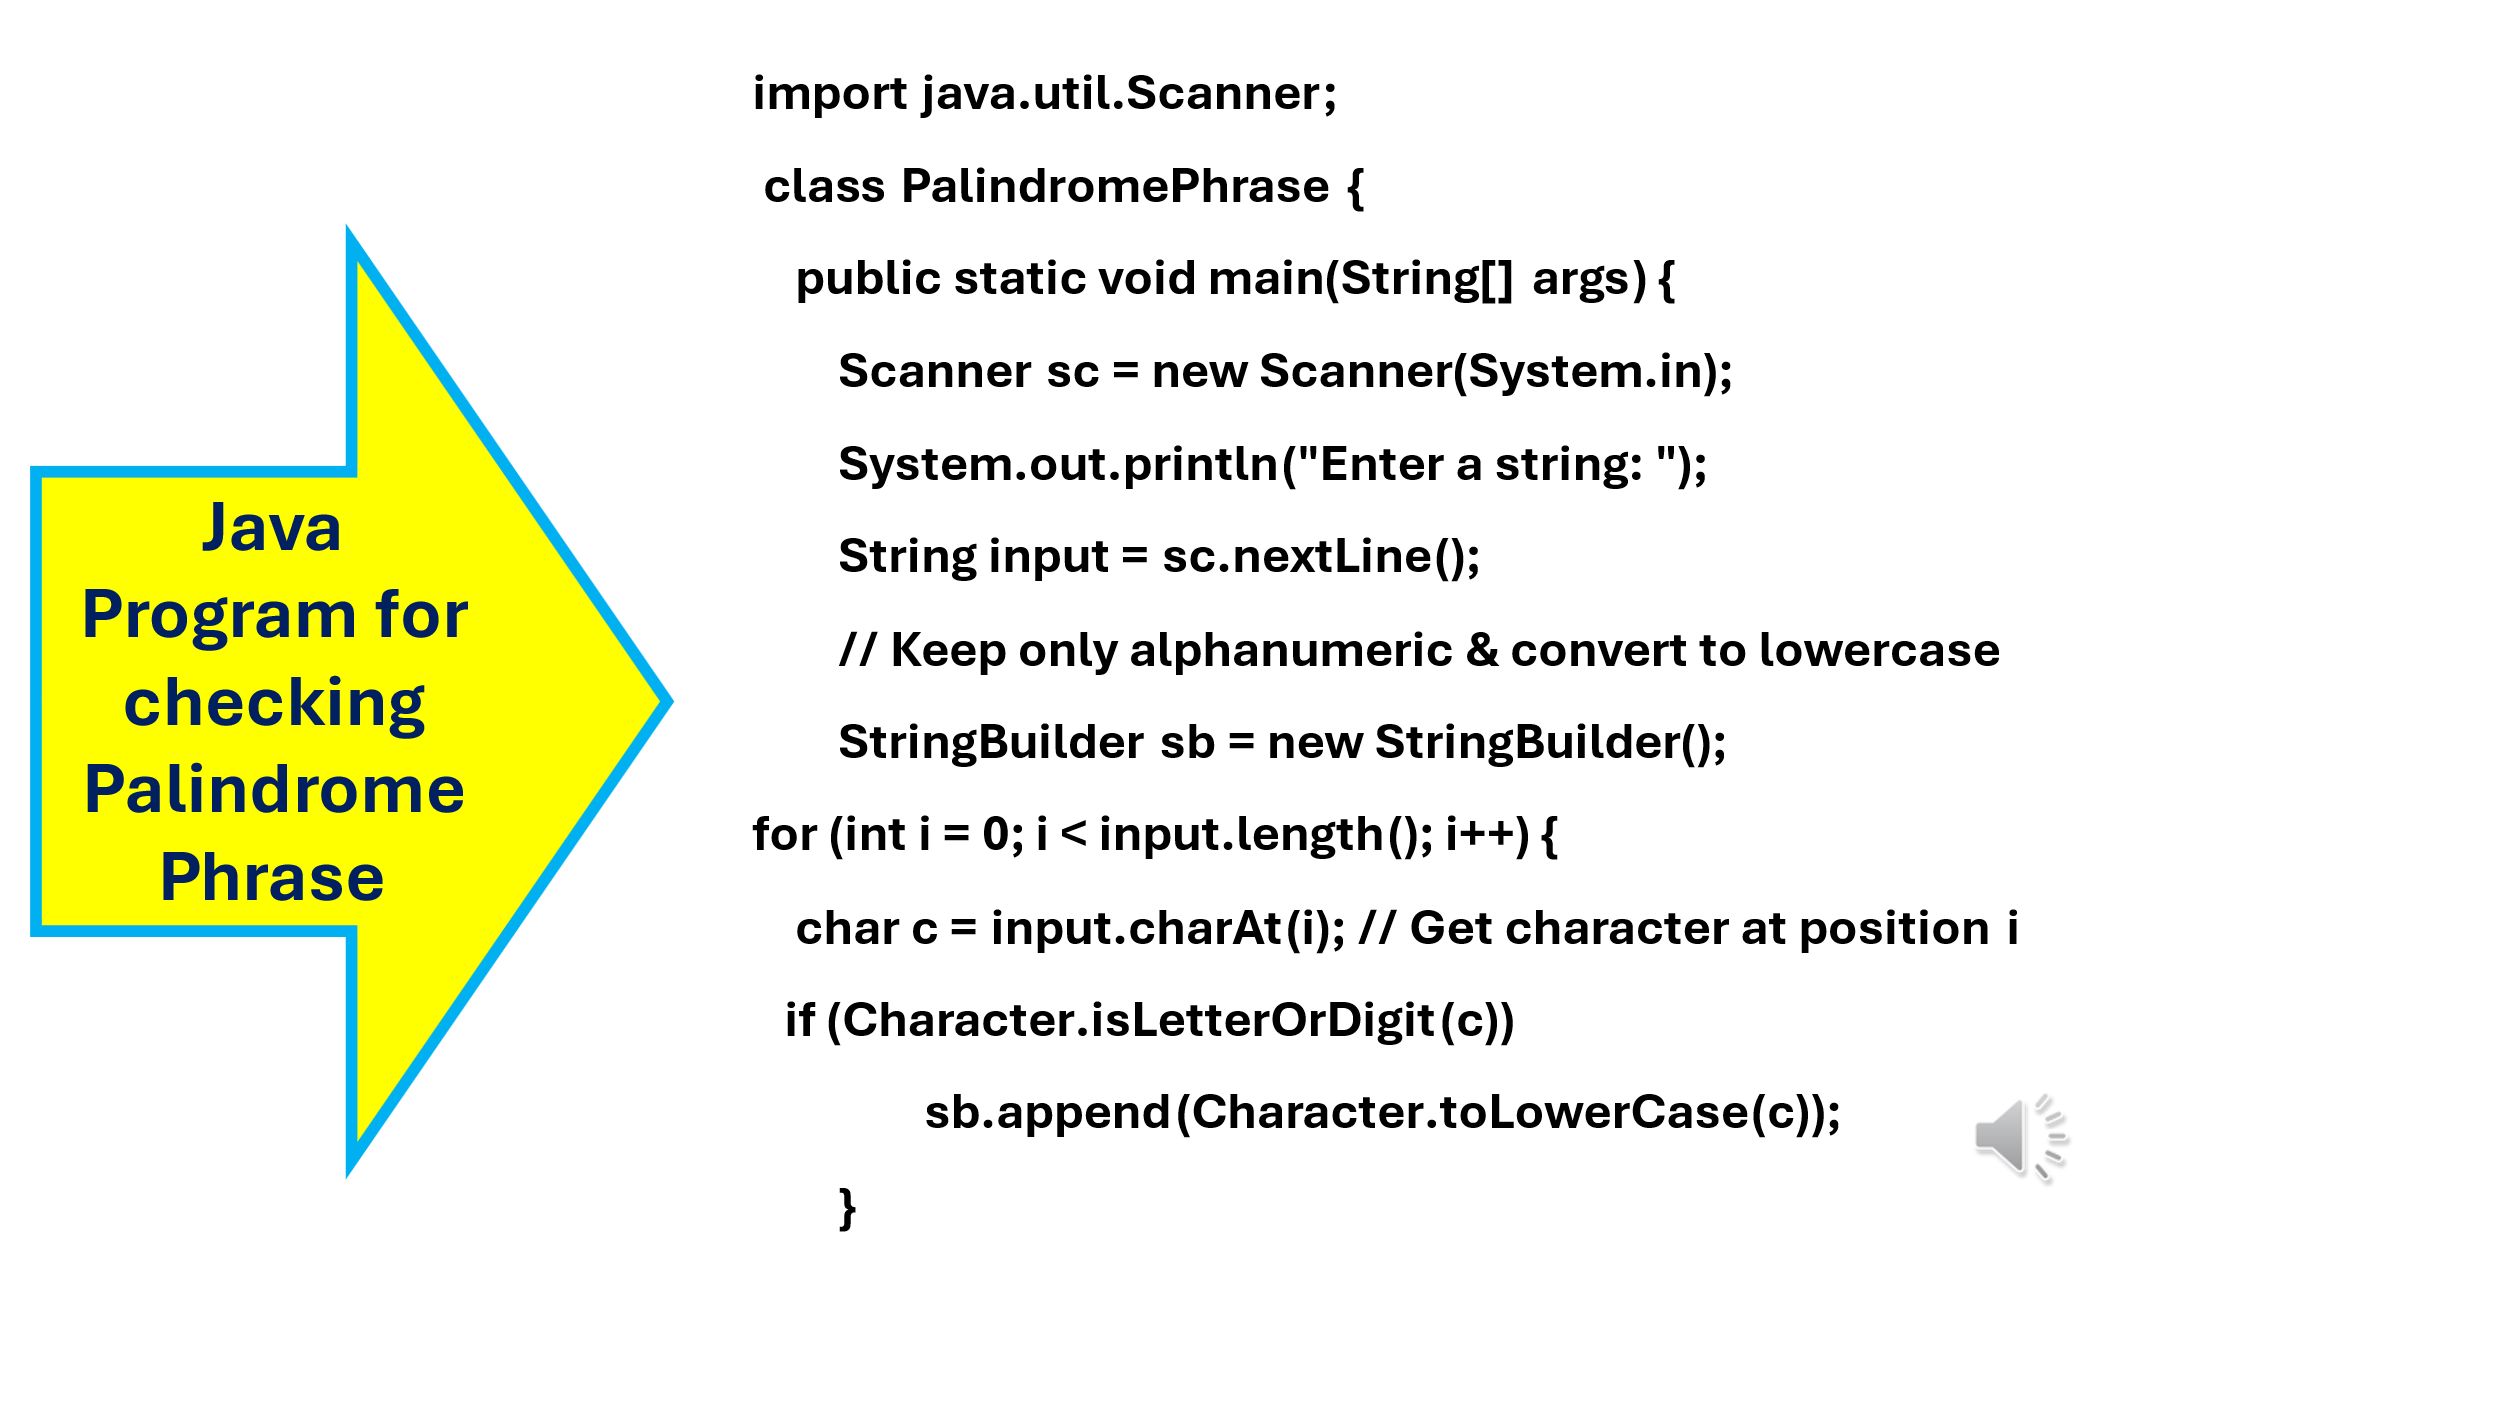 Java
Program for
checking
Palindrome
Phrase
import java.util.Scanner;
class PalindromePhrase {
public static void main(String[] args) {
Scanner sc = new Scanner(System.in);
System.out.println("Enter a string: ");
String input = sc.nextLine();
// Keep only alphanumeric & convert to lowercase
StringBuilder sb = new StringBuilder();
for (int i = 0; i < input.length(); i++) {
char c = input.charAt(i); // Get character at position i
if (Character.isLetterOrDigit(c))
sb.append(Character.toLowerCase(c));
}